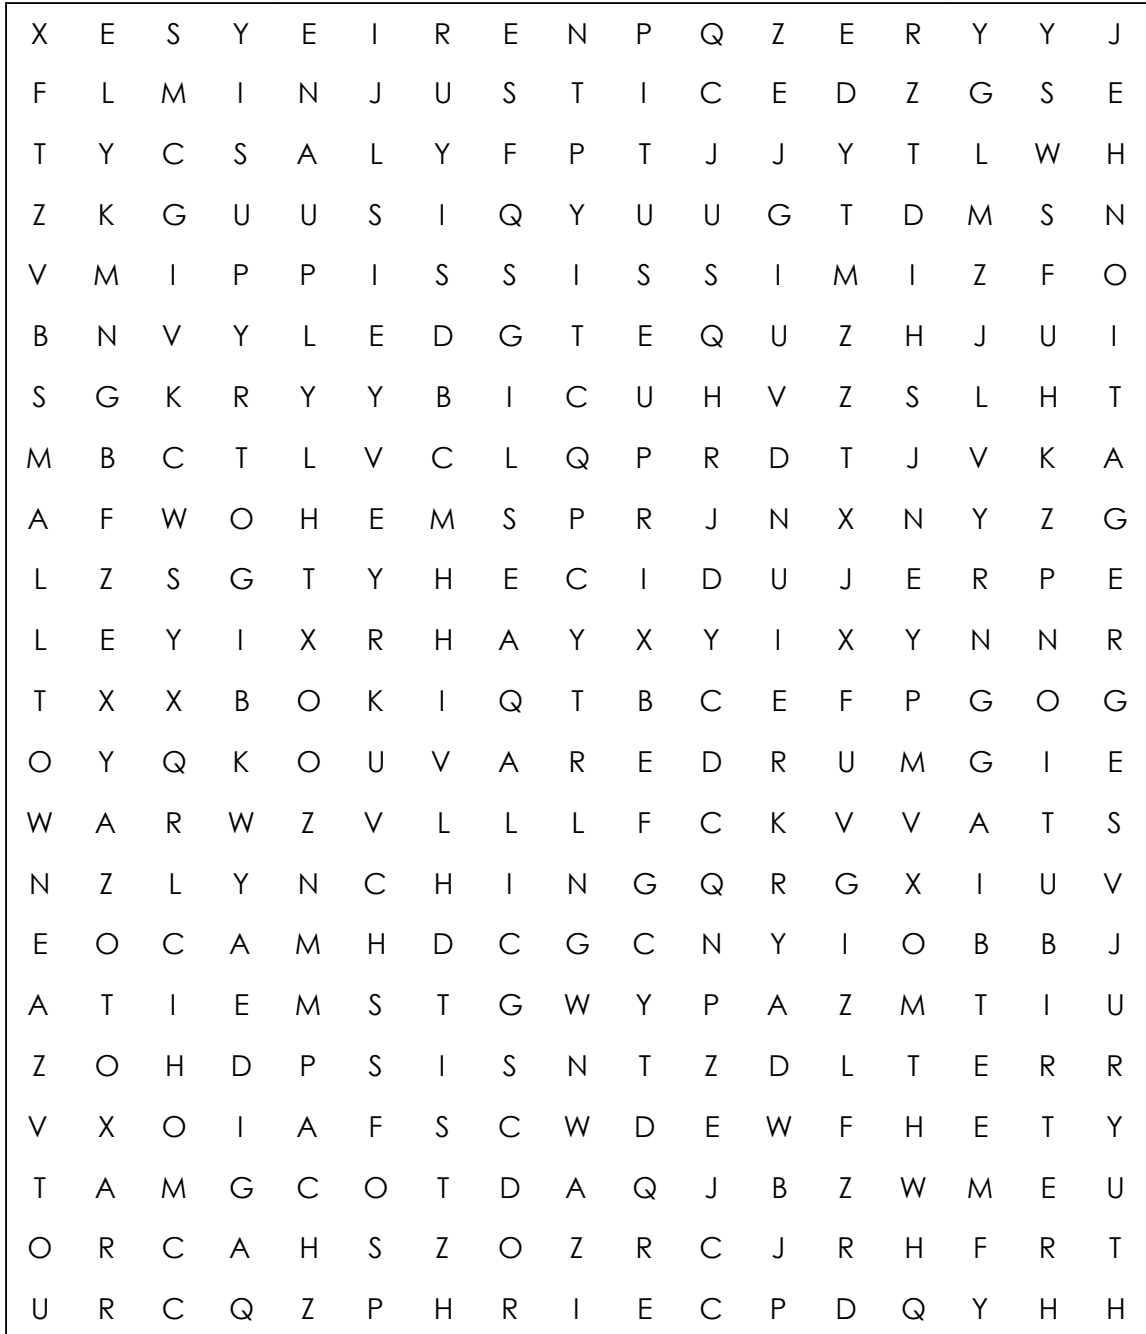 X E S Y E I R E N P Q Z E R Y Y J
F L M I N J U S T I C E D Z G S E
T Y C S A L Y F P T J J Y T L W H
Z K G U U S I Q Y U U G T D M S N
V M I P P I S S I S S I M I Z F O
B N V Y L E D G T E Q U Z H J U I
S G K R Y Y B I C U H V Z S L H T
M B C T L V C L Q P R D T J V K A
A F W O H E M S P R J N X N Y Z G
L Z S G T Y H E C I D U J E R P E
L E Y I X R H A Y X Y I X Y N N R
T X X B O K I Q T B C E F P G O G
O Y Q K O U V A R E D R U M G I E
W A R W Z V L L L F C K V V A T S
N Z L Y N C H I N G Q R G X I U V
E O C A M H D C G C N Y I O B B J
A T I E M S T G W Y P A Z M T I U
Z O H D P S I S N T Z D L T E R R
V X O I A F S C W D E W F H E T Y
T A M G C O T D A Q J B Z W M E U
O R C A H S Z O Z R C J R H F R T
U R C Q Z P H R I E C P D Q Y H H